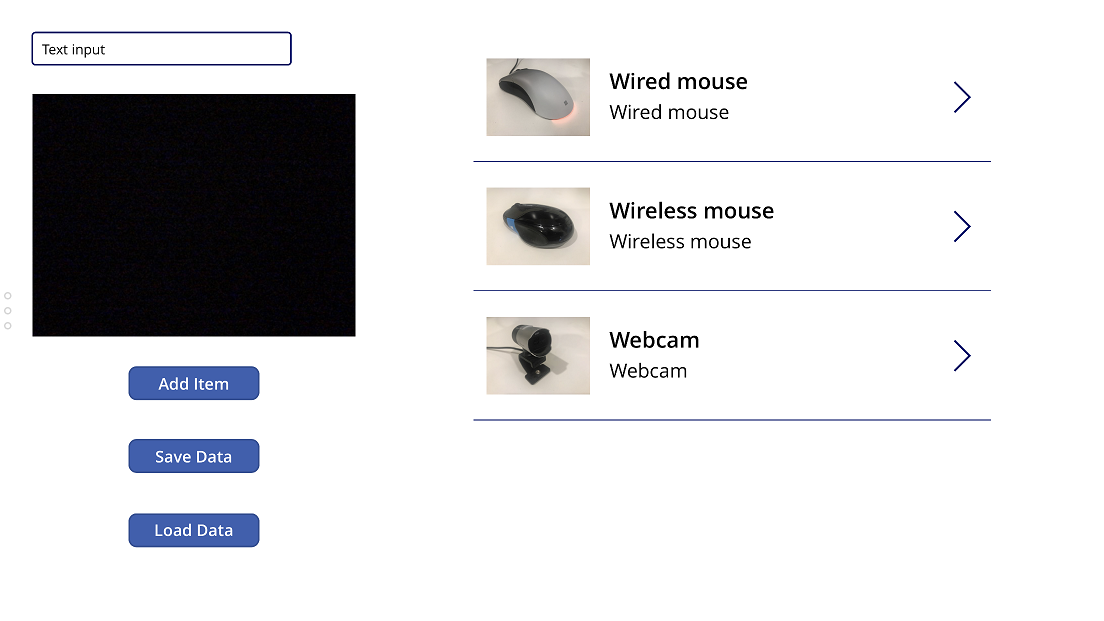 Text input
Add Item
Save Data
Load Data
Wired mouse
Wired mouse
Wireless mouse
Wireless mouse
Webcam
Webcam